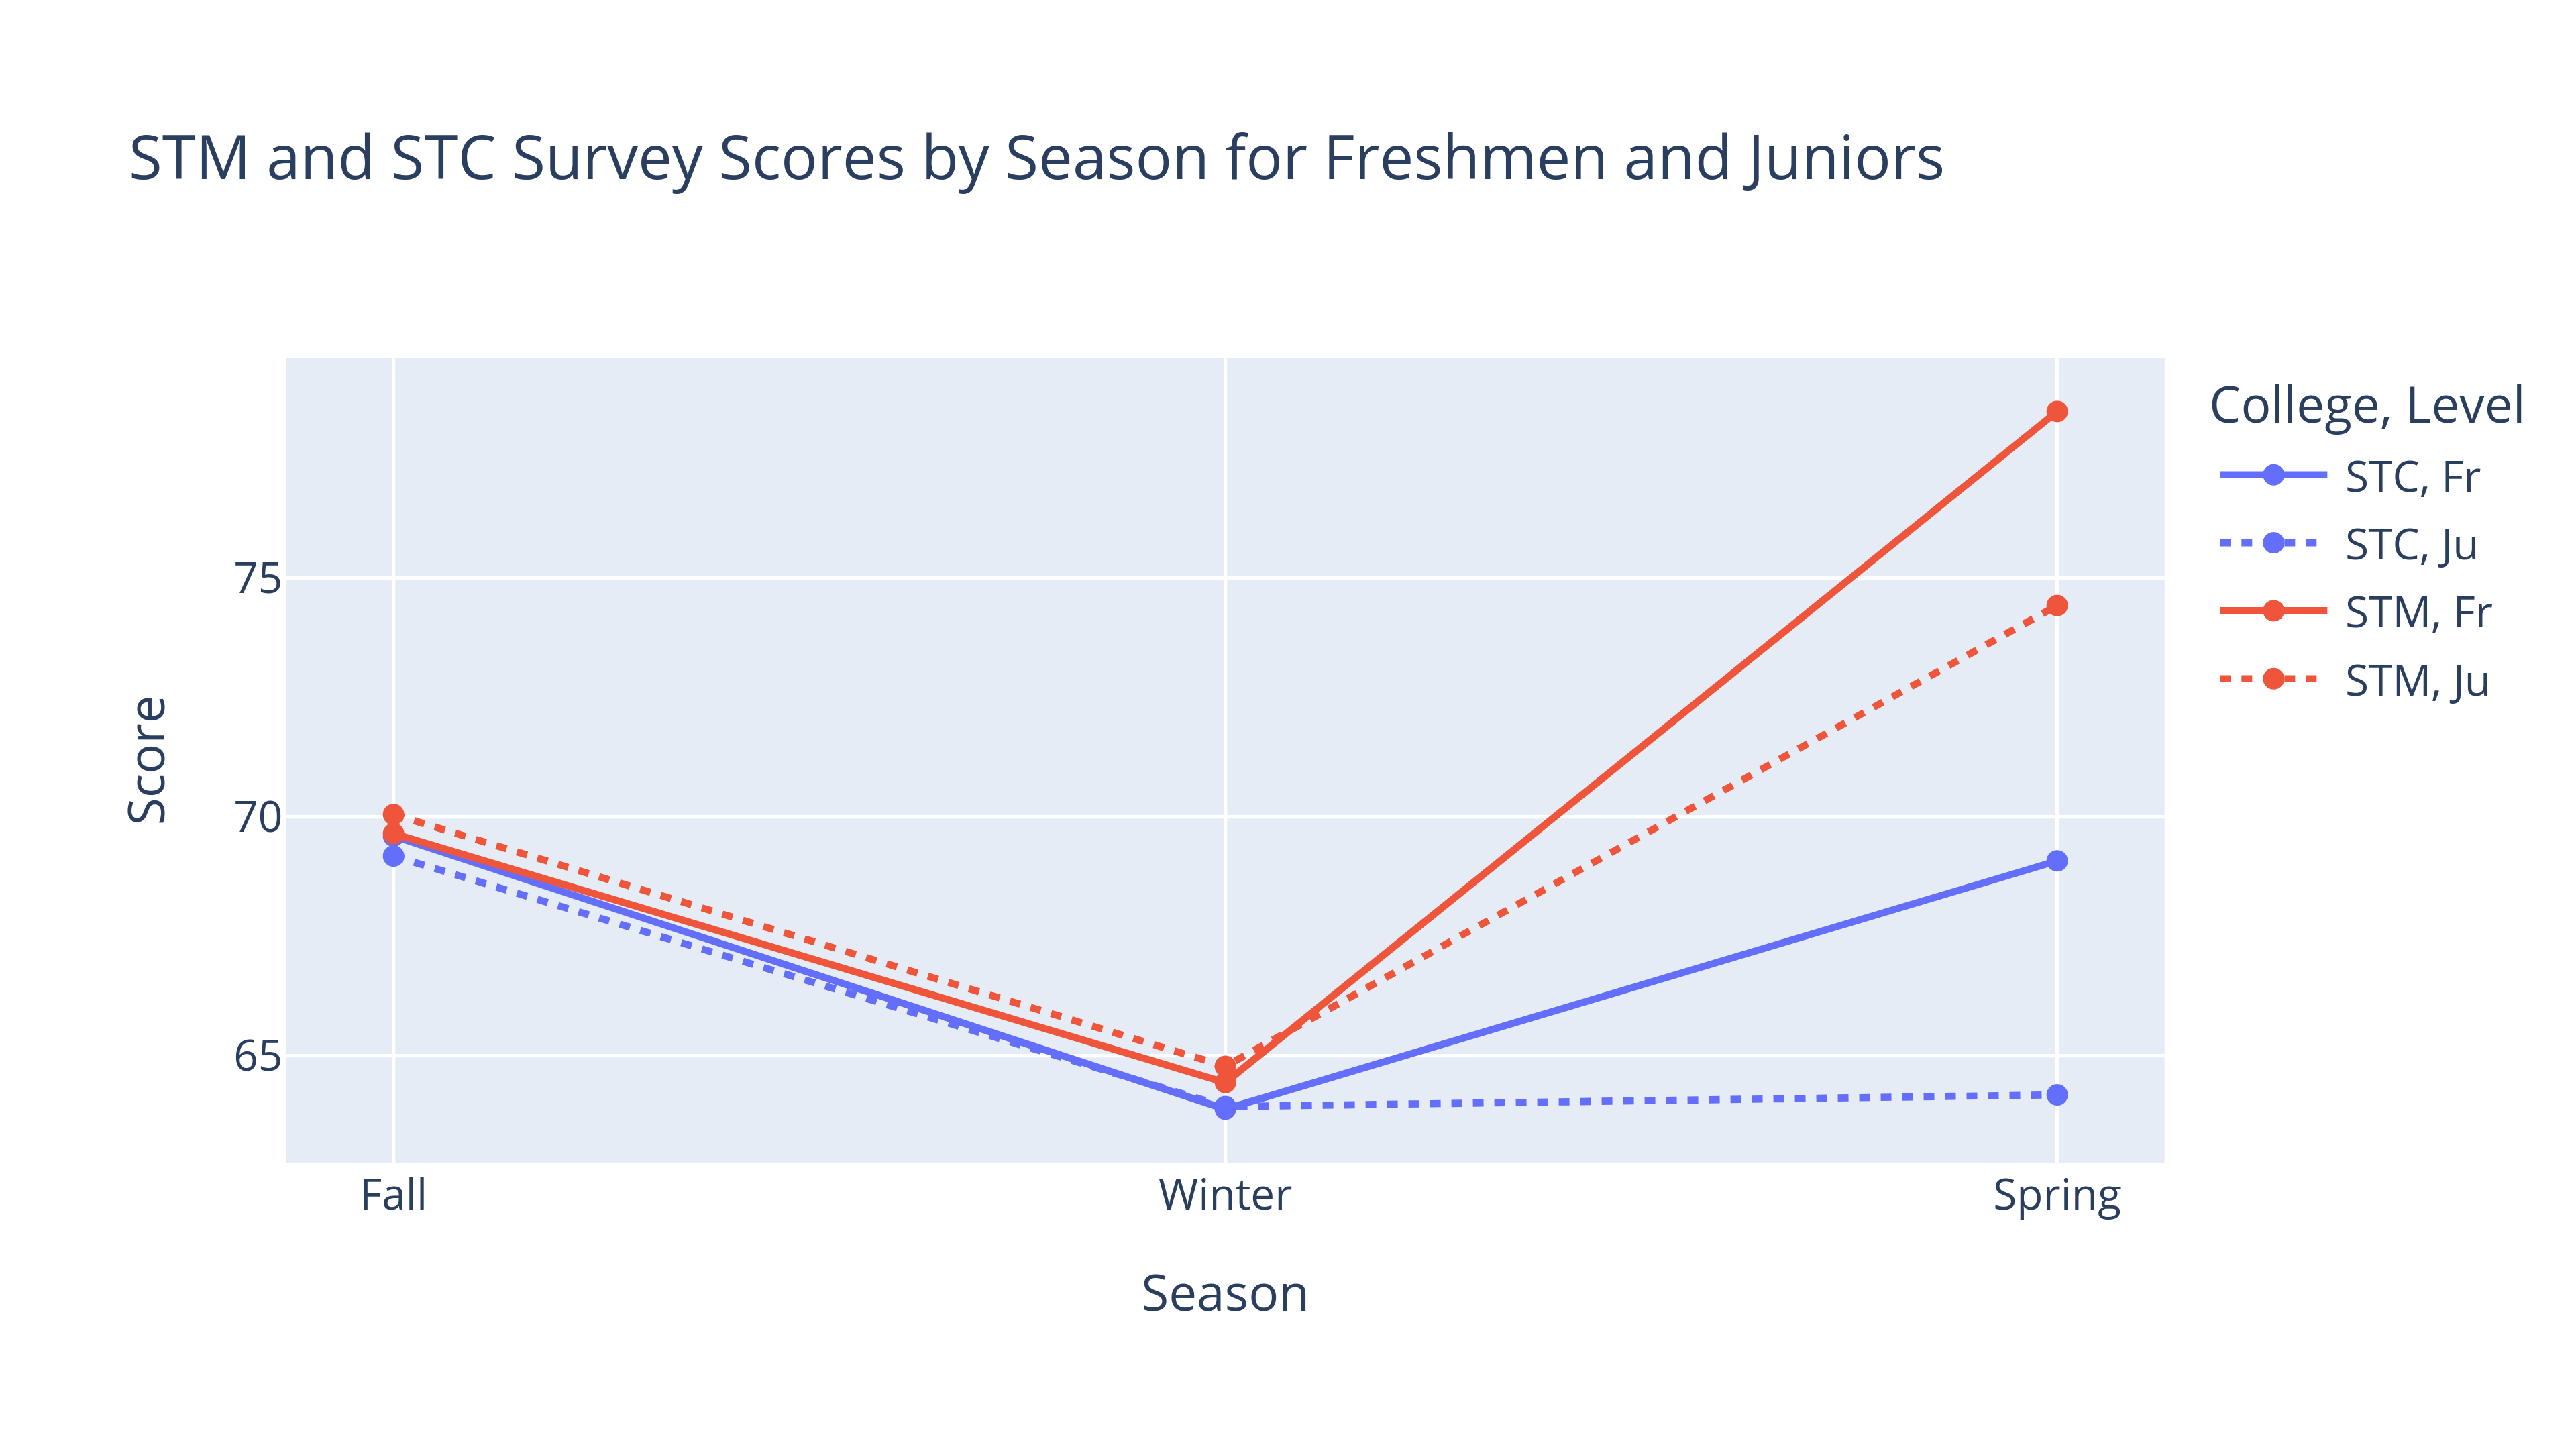 STM and STC Survey Scores by Season for Freshmen and Juniors
College, Level
STC, Fr
STC, Ju
STM, Fr
STM, Ju
Score
75
70
65
Fall
Winter
Spring
Season